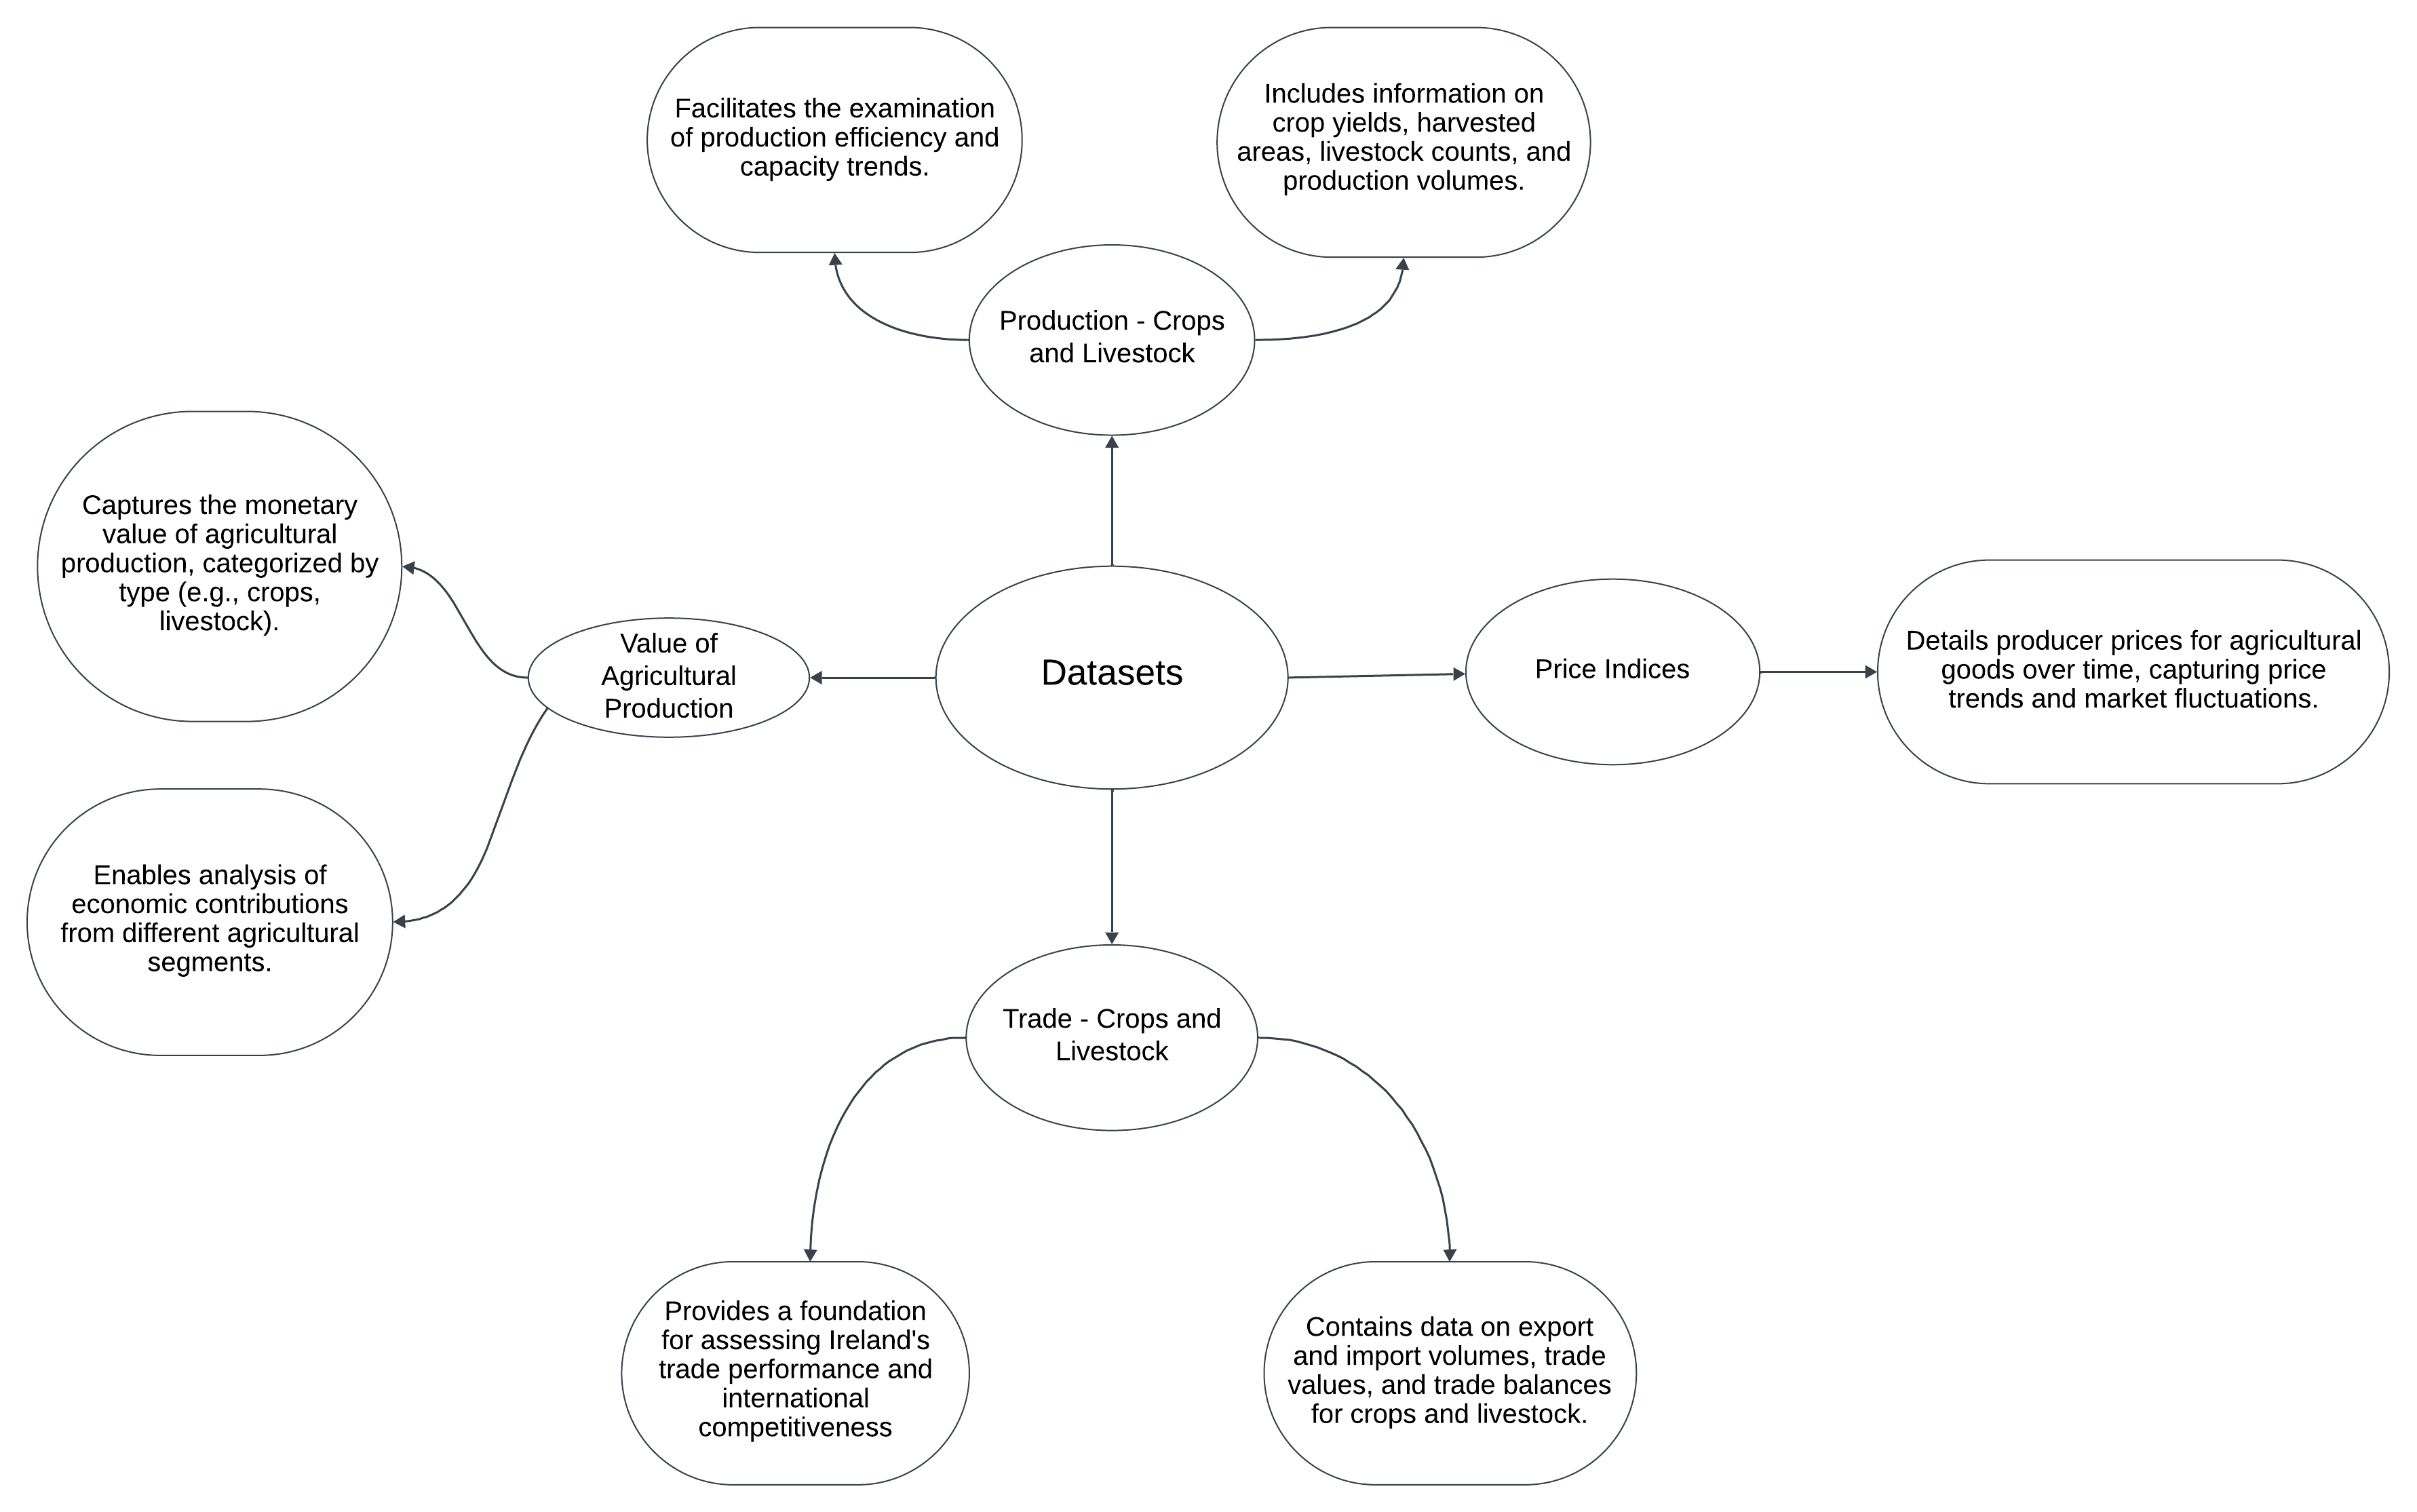 Facilitates the examination
of production efficiency and
capacity trends.
Includes information on
crop yields, harvested
areas, livestock counts, and
production volumes.
Production - Crops
and Livestock
Captures the monetary
value of agricultural
production, categorized by
type (e.g., crops,
livestock).
Value of
Agricultural
Production
Datasets
Price Indices
Details producer prices for agricultural
goods over time, capturing price
trends and market fluctuations.
Enables analysis of
economic contributions
from different agricultural
segments.
Trade - Crops and
Livestock
Provides a foundation
for assessing Ireland's
trade performance and
international
competitiveness
Contains data on export
and import volumes, trade
values, and trade balances
for crops and livestock.